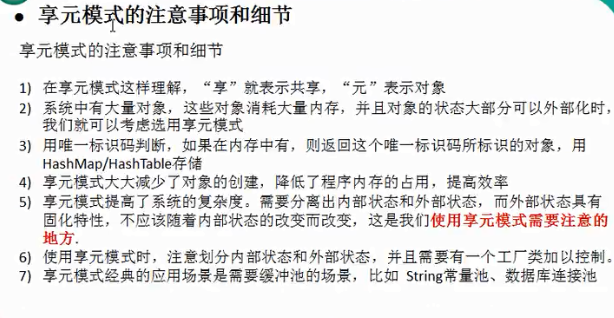 ● 享元模式的注意事项和细节
享元模式的注意事项和细节
1) 在享元模式这样理解，“享”就表示共享，“元”表示对象
2) 系统中有大量对象，这些对象消耗大量内存，并且对象的状态大部分可以外部化时，
我们就可以考虑选用享元模式
3) 用唯一标识码判断，如果在内存中有，则返回这个唯一标识码所标识的对象，用
HashMap/HashTable存储
4) 享元模式大大减少了对象的创建，降低了程序内存的占用，提高效率
5) 享元模式提高了系统的复杂度。需要分离出内部状态和外部状态，而外部状态具有
固化特性，不应该随着内部状态的改变而改变，这是我们使用享元模式需要注意的
地方.
6) 使用享元模式时，注意划分内部状态和外部状态，并且需要有一个工厂类加以控制。
7) 享元模式经典的应用场景是需要缓冲池的场景，比如 String常量池、数据库连接池